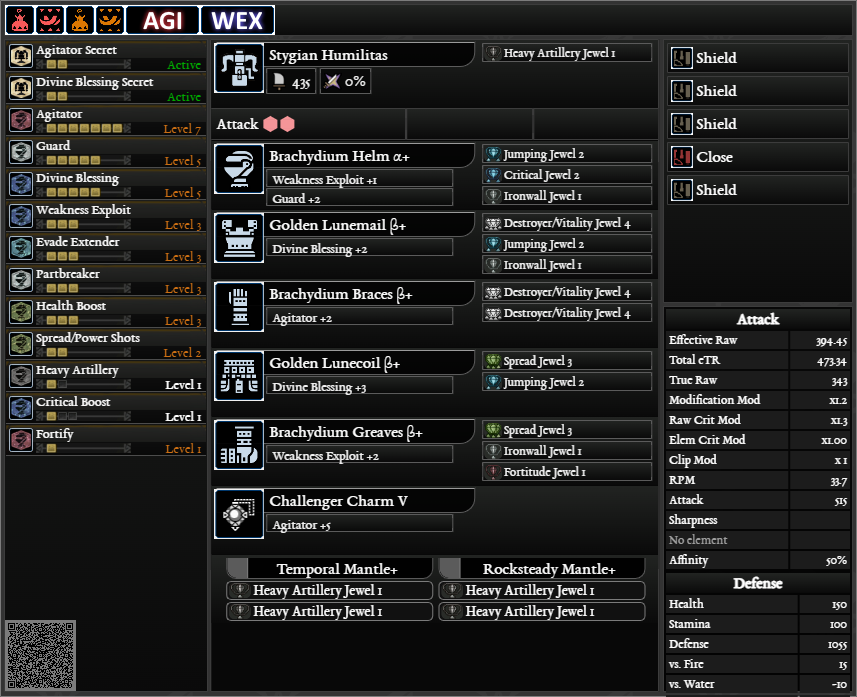 AGI WEX
Agitator Secret
Active
Divine Blessing Secret
Active
Agitator
Level 7
Guard
Level 5
Divine Blessing
Level 5
Weakness Exploit
Level 3
Evade Extender
Level 3
Partbreaker
Level 3
Health Boost
Level 3
Spread/Power Shots
Level 2
Heavy Artillery
Level 1
Critical Boost
Level 1
Fortify
Level 1
Stygian Humilitas
435 0%
Heavy Artillery Jewel 1
Attack
Brachydium Helm α+
Weakness Exploit +1
Guard +2
Jumping Jewel 2
Critical Jewel 2
Ironwall Jewel 1
Golden Lunemail β+
Divine Blessing +2
Destroyer/Vitality Jewel 4
Jumping Jewel 2
Ironwall Jewel 1
Brachydium Braces β+
Agitator +2
Destroyer/Vitality Jewel 4
Destroyer/Vitality Jewel 4
Golden Lunecoil β+
Divine Blessing +3
Spread Jewel 3
Jumping Jewel 2
Brachydium Greaves β+
Weakness Exploit +2
Spread Jewel 3
Ironwall Jewel 1
Fortitude Jewel 1
Challenger Charm V
Agitator +5
Temporal Mantle+
Heavy Artillery Jewel 1
Heavy Artillery Jewel 1
Rocksteady Mantle+
Heavy Artillery Jewel 1
Heavy Artillery Jewel 1
Shield
Shield
Shield
Close
Shield
Attack
Effective Raw 394.45
Total eTR 473.34
True Raw 343
Modification Mod x1.2
Raw Crit Mod x1.3
Elem Crit Mod x1.00
Clip Mod x 1
RPM 33.7
Attack 515
Sharpness
No element
Affinity 50%
Defense
Health 150
Stamina 100
Defense 1055
vs. Fire 15
vs. Water -10